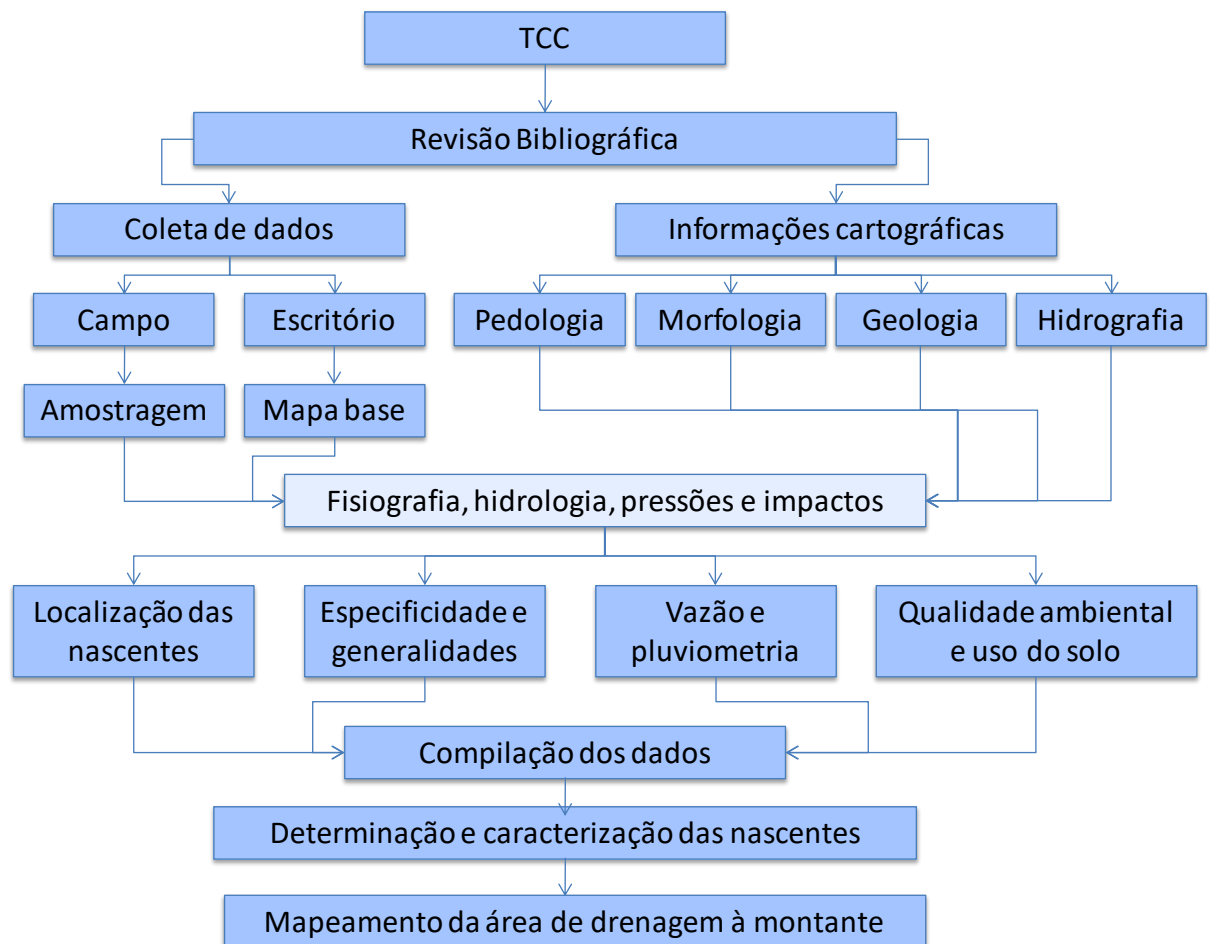 TCC
Revisão Bibliográfica
Coleta de dados
Informações cartográficas
Campo
Escritório
Pedologia
Morfologia
Geologia
Hidrografia
Amostragem
Mapa base
Fisiografia, hidrologia, pressões e impactos
Localização das
nascentes
Especificidade e
generalidades
Vazão e
pluviometria
Qualidade ambiental
e uso do solo
Compilação dos dados
Determinação e caracterização das nascentes
Mapeamento da área de drenagem à montante